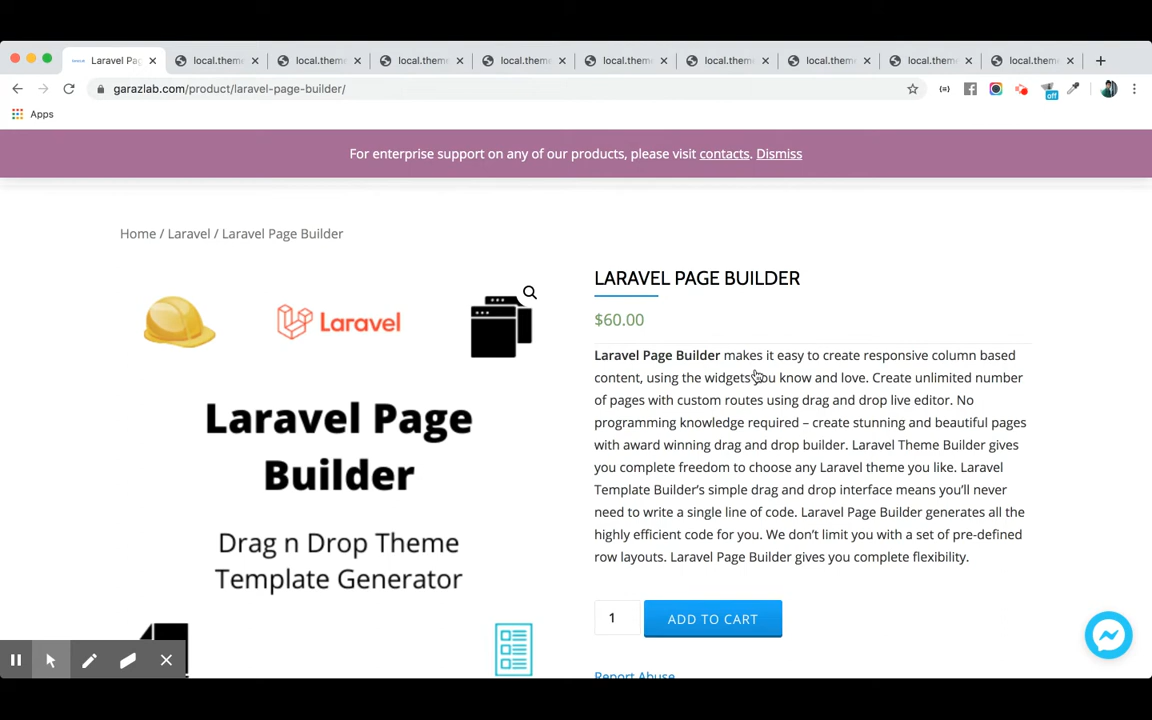 Laravel Pag
local.them
local.them
local.them
local.them
local.them
local.them
local.them
local.them
local.them
garazlab.com/product/laravel-page-builder/
off
Apps
For enterprise support on any of our products, please visit contacts. Dismiss
Home / Laravel / Laravel Page Builder
Laravel
Laravel Page
Builder
Drag n Drop Theme
Template Generator
LARAVEL PAGE BUILDER
$60.00
Laravel Page Builder makes it easy to create responsive column based
content, using the widgets you know and love. Create unlimited number
of pages with custom routes using drag and drop live editor. No
programming knowledge required – create stunning and beautiful pages
with award winning drag and drop builder. Laravel Theme Builder gives
you complete freedom to choose any Laravel theme you like. Laravel
Template Builder's simple drag and drop interface means you'll never
need to write a single line of code. Laravel Page Builder generates all the
highly efficient code for you. We don't limit you with a set of pre-defined
row layouts. Laravel Page Builder gives you complete flexibility.
1
ADD TO CART
Report Abuse